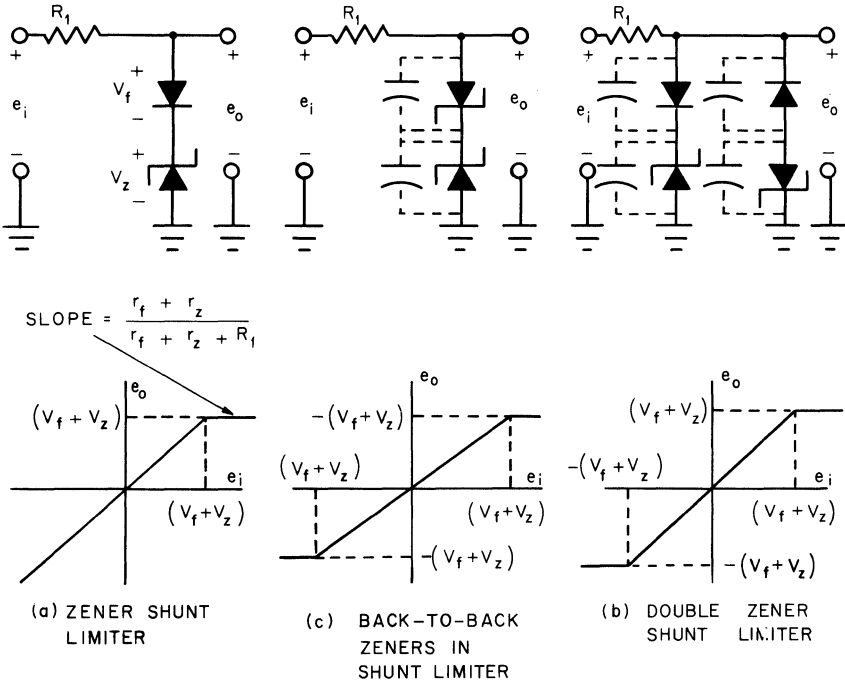 R1
R1
R1
+
+
+
+
+
+
Vf
+
−
ei
eo
ei
eo
ei
eo
+
Vz
−
−
−
−
−
−
−
SLOPE = rf + rz
rf + rz + R1
eo
eo
eo
(Vf + Vz)
−(Vf + Vz)
(Vf + Vz)
(Vf + Vz)
−(Vf + Vz)
ei
ei
ei
(Vf + Vz)
(Vf + Vz)
(Vf + Vz)
−(Vf + Vz)
−(Vf + Vz)
(a) ZENER SHUNT
LIMITER
(c) BACK-TO-BACK
ZENERS IN
SHUNT LIMITER
(b) DOUBLE ZENER
SHUNT LIMITER